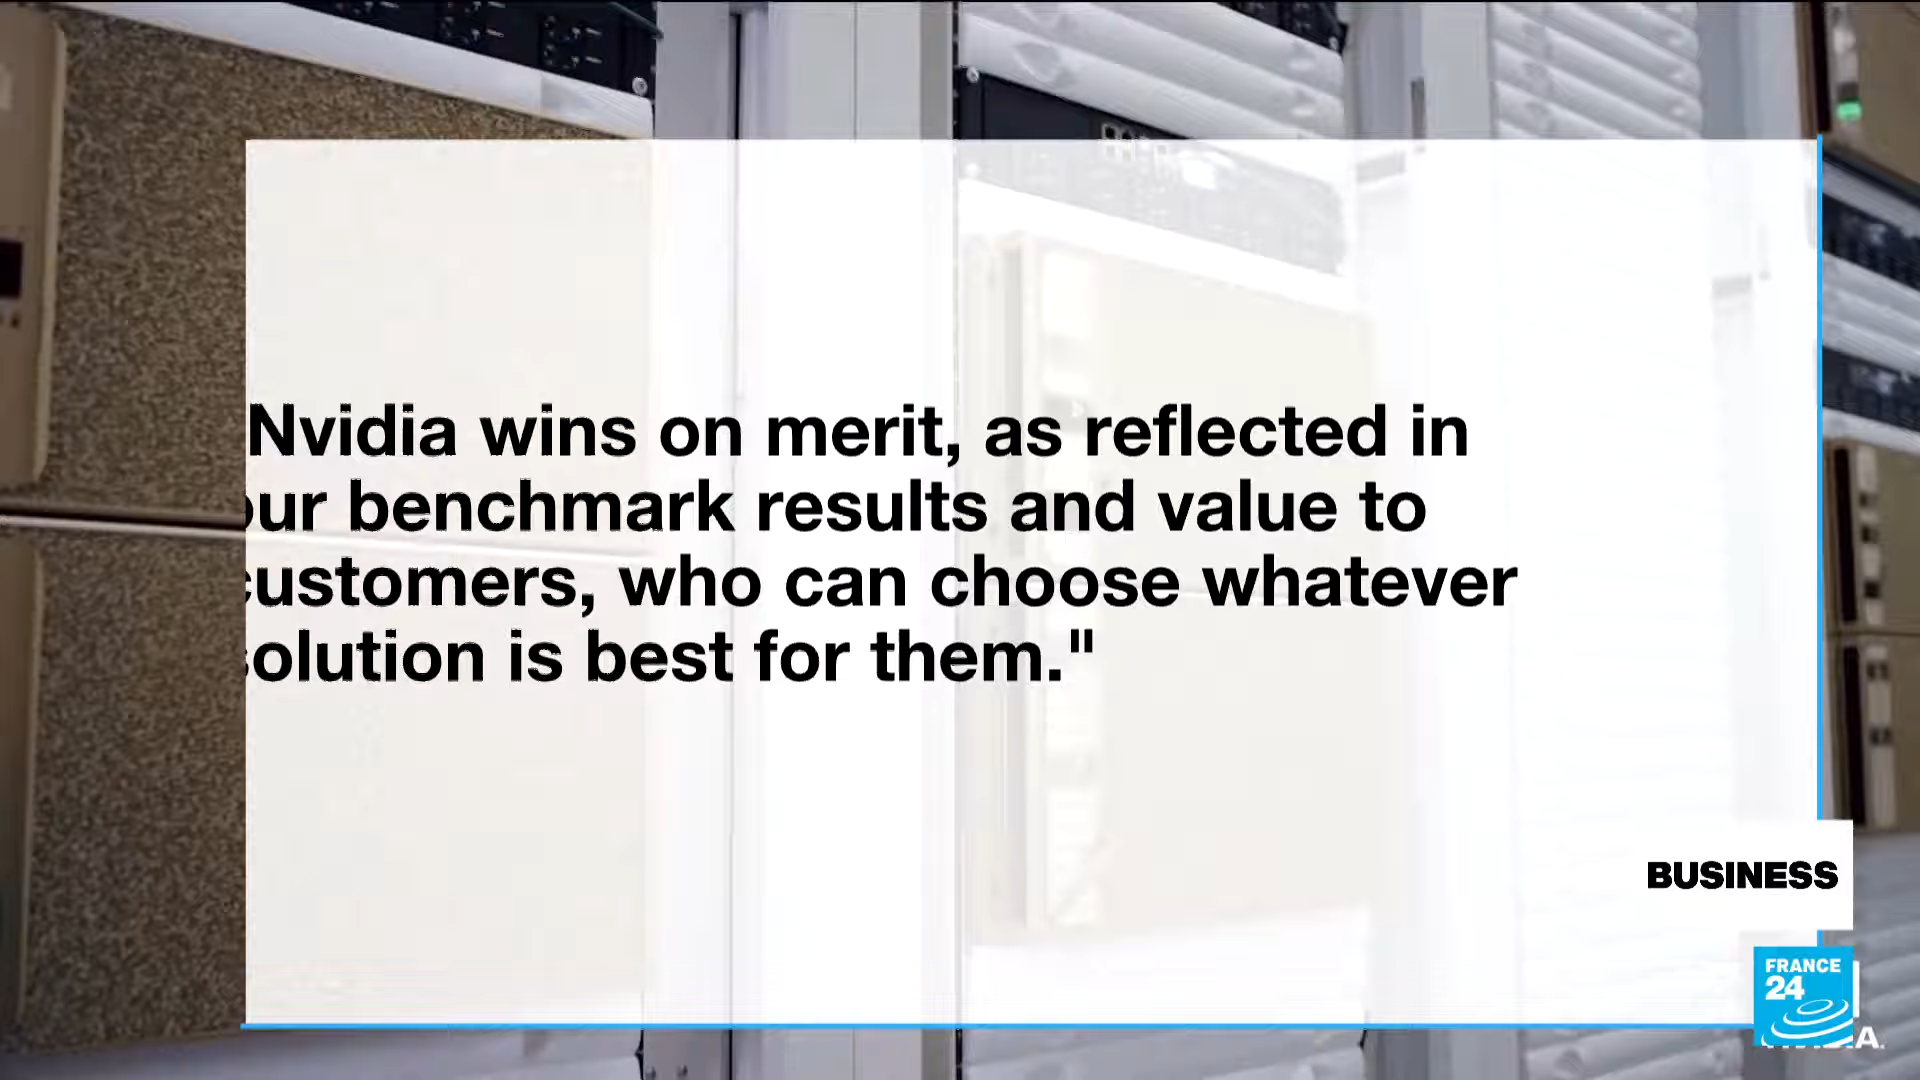 Nvidia wins on merit, as reflected in
our benchmark results and value to
customers, who can choose whatever
solution is best for them."
BUSINESS
FRANCE
24